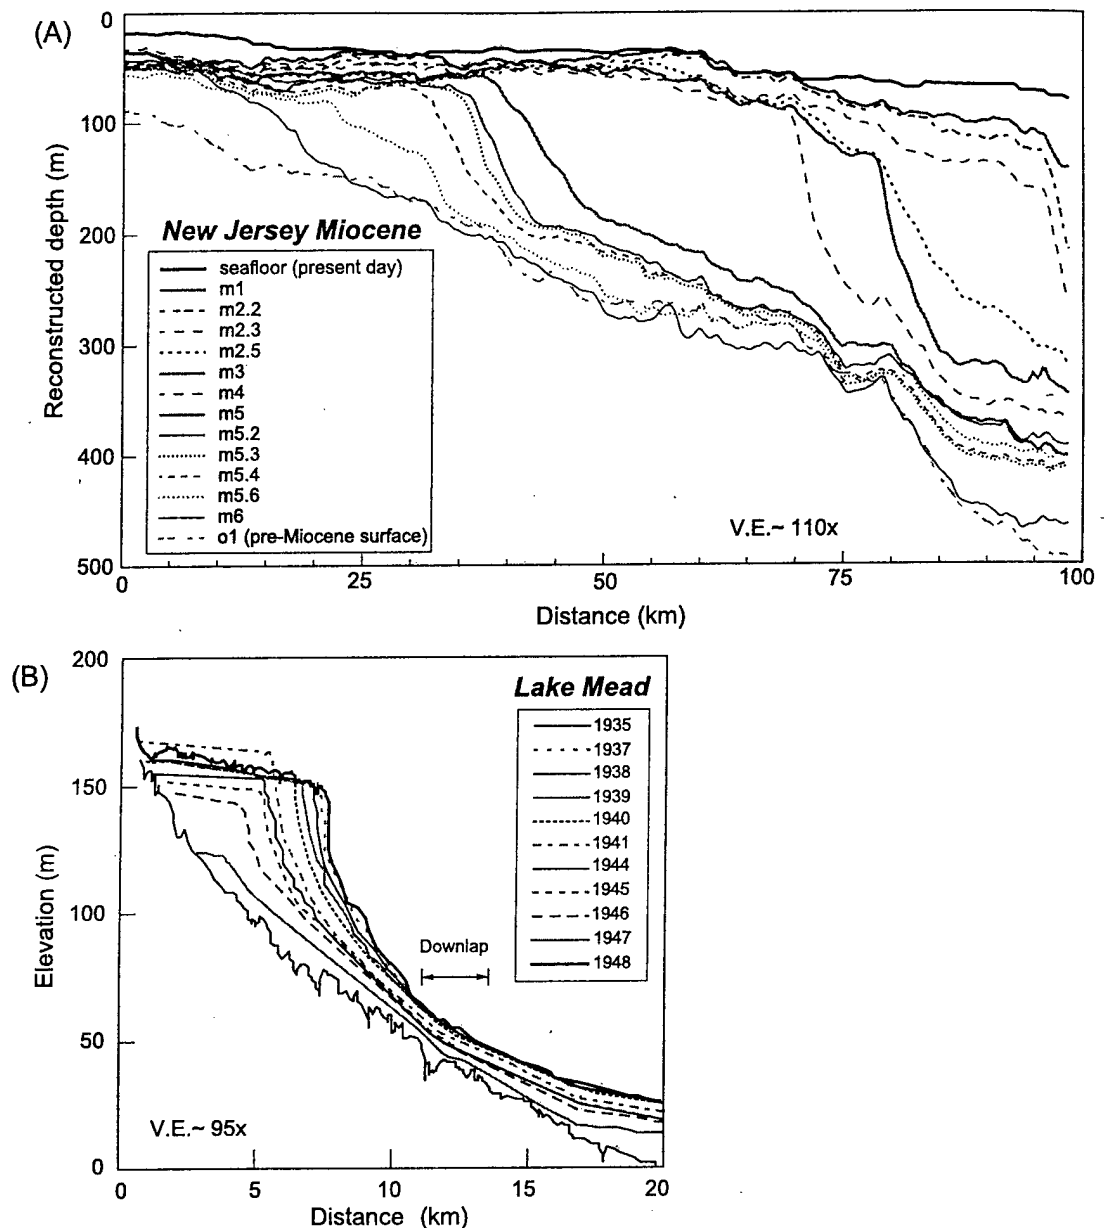 (A)
0
100
200
300
400
500
Reconstructed depth (m)
New Jersey Miocene
seafloor (present day)
m1
m2.2
m2.3
m2.5
m3
m4
m5
m5.2
m5.3
m5.4
m5.6
m6
o1 (pre-Miocene surface)
V.E.~ 110x
0
25
50
75
100
Distance (km)
(B)
200
150
100
50
0
Elevation (m)
Lake Mead
1935
1937
1938
1939
1940
1941
1944
1945
1946
1947
1948
Downlap
V.E.~ 95x
0
5
10
15
20
Distance (km)